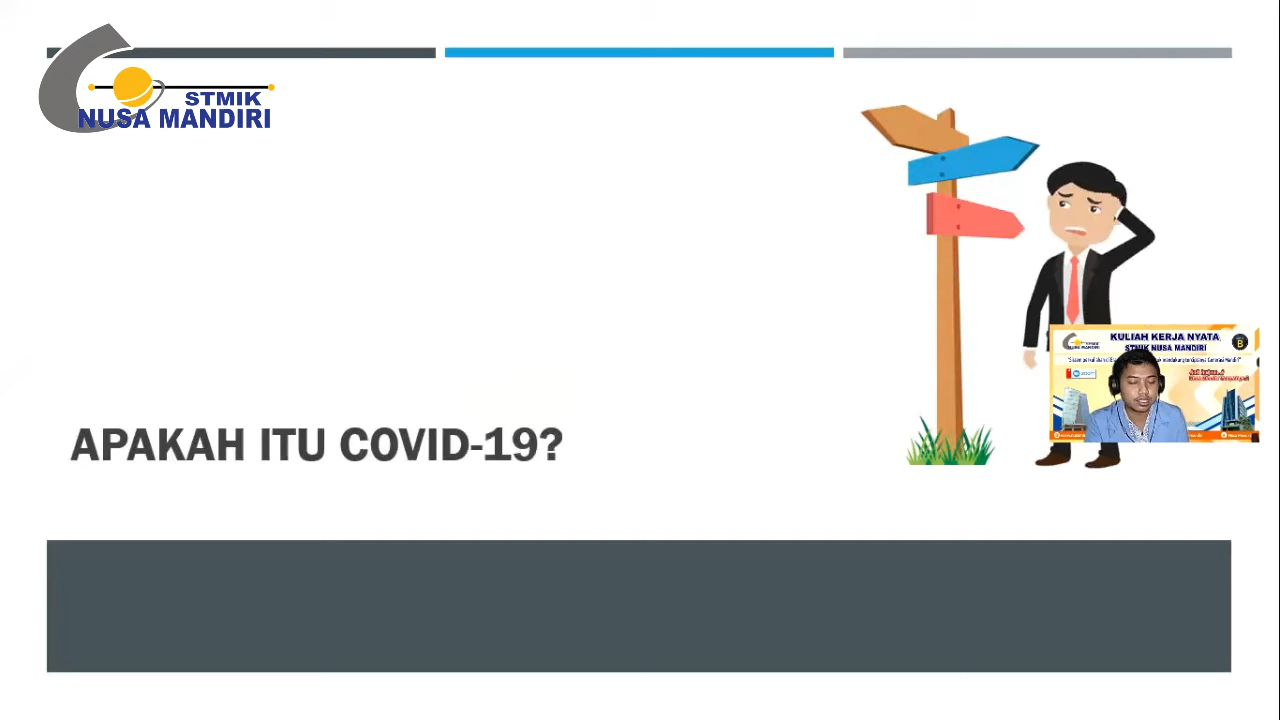 STMIK
NUSA MANDIRI
APAKAH ITU COVID-19?
KULIAH KERJA NYATA
STMIK NUSA MANDIRI
B